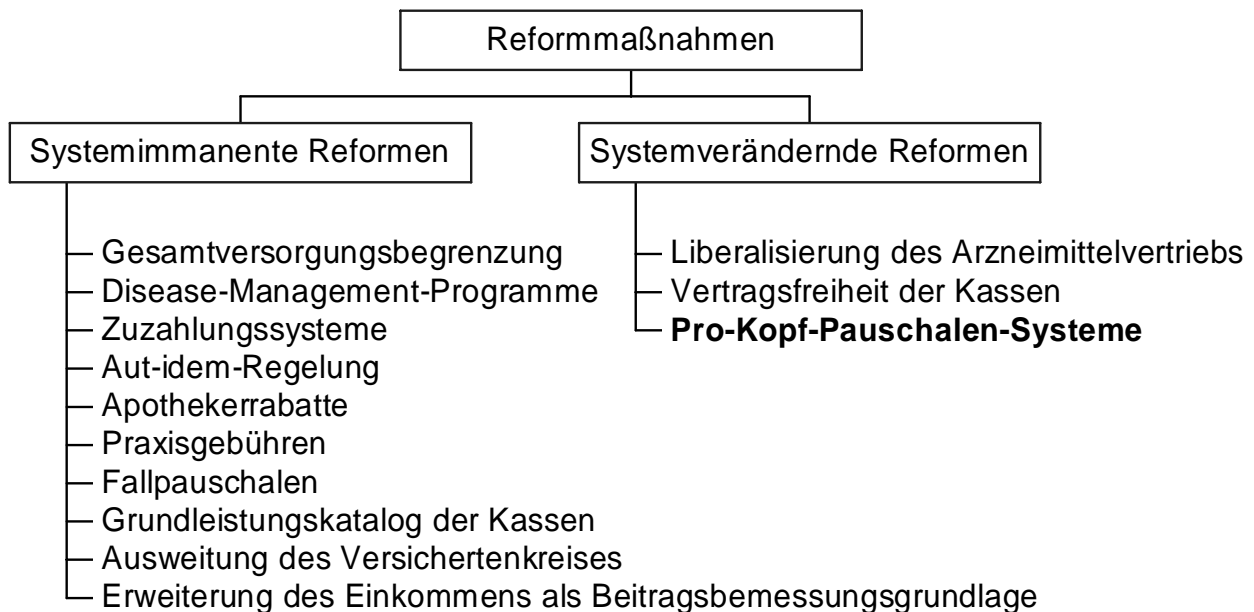 Reformmaßnahmen
Systemimmanente Reformen
Gesamtversorgungsbegrenzung
Disease-Management-Programme
Zuzahlungssysteme
Aut-idem-Regelung
Apothekerrabatte
Praxisgebühren
Fallpauschalen
Grundleistungskatalog der Kassen
Ausweitung des Versichertenkreises
Erweiterung des Einkommens als Beitragsbemessungsgrundlage
Systemverändernde Reformen
Liberalisierung des Arzneimittelvertriebs
Vertragsfreiheit der Kassen
Pro-Kopf-Pauschalen-Systeme